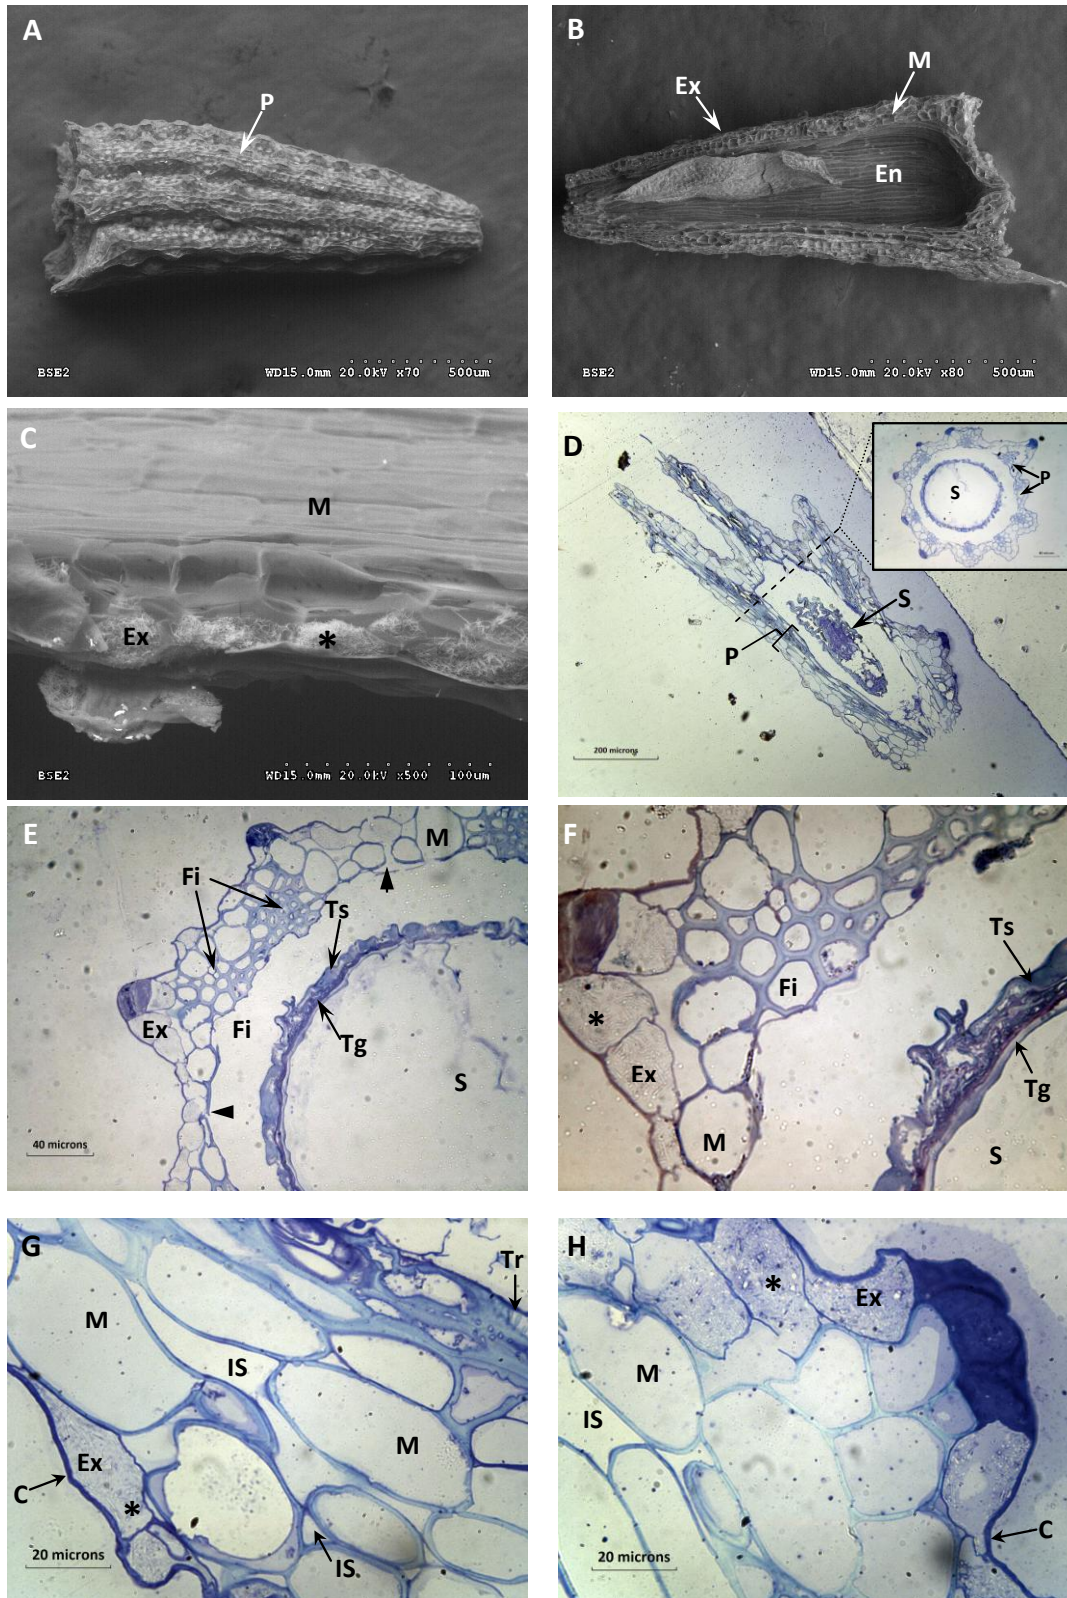 A
P
BSE2 WD15.0mm 20.0kV x70 500um
B
Ex
M
En
BSE2 WD15.0mm 20.0kV x80 500um
C
M
Ex
*
BSE2 WD15.0mm 20.0kV x500 100um
D
S
P
S
P
200 microns
E
M
Fi
Ts
Ex
Fi
Tg
S
40 microns
F
Ts
Fi
*
Ex
Tg
M
S
G
Tr
M
IS
M
Ex
C
*
IS
20 microns
H
*
Ex
M
IS
C
20 microns